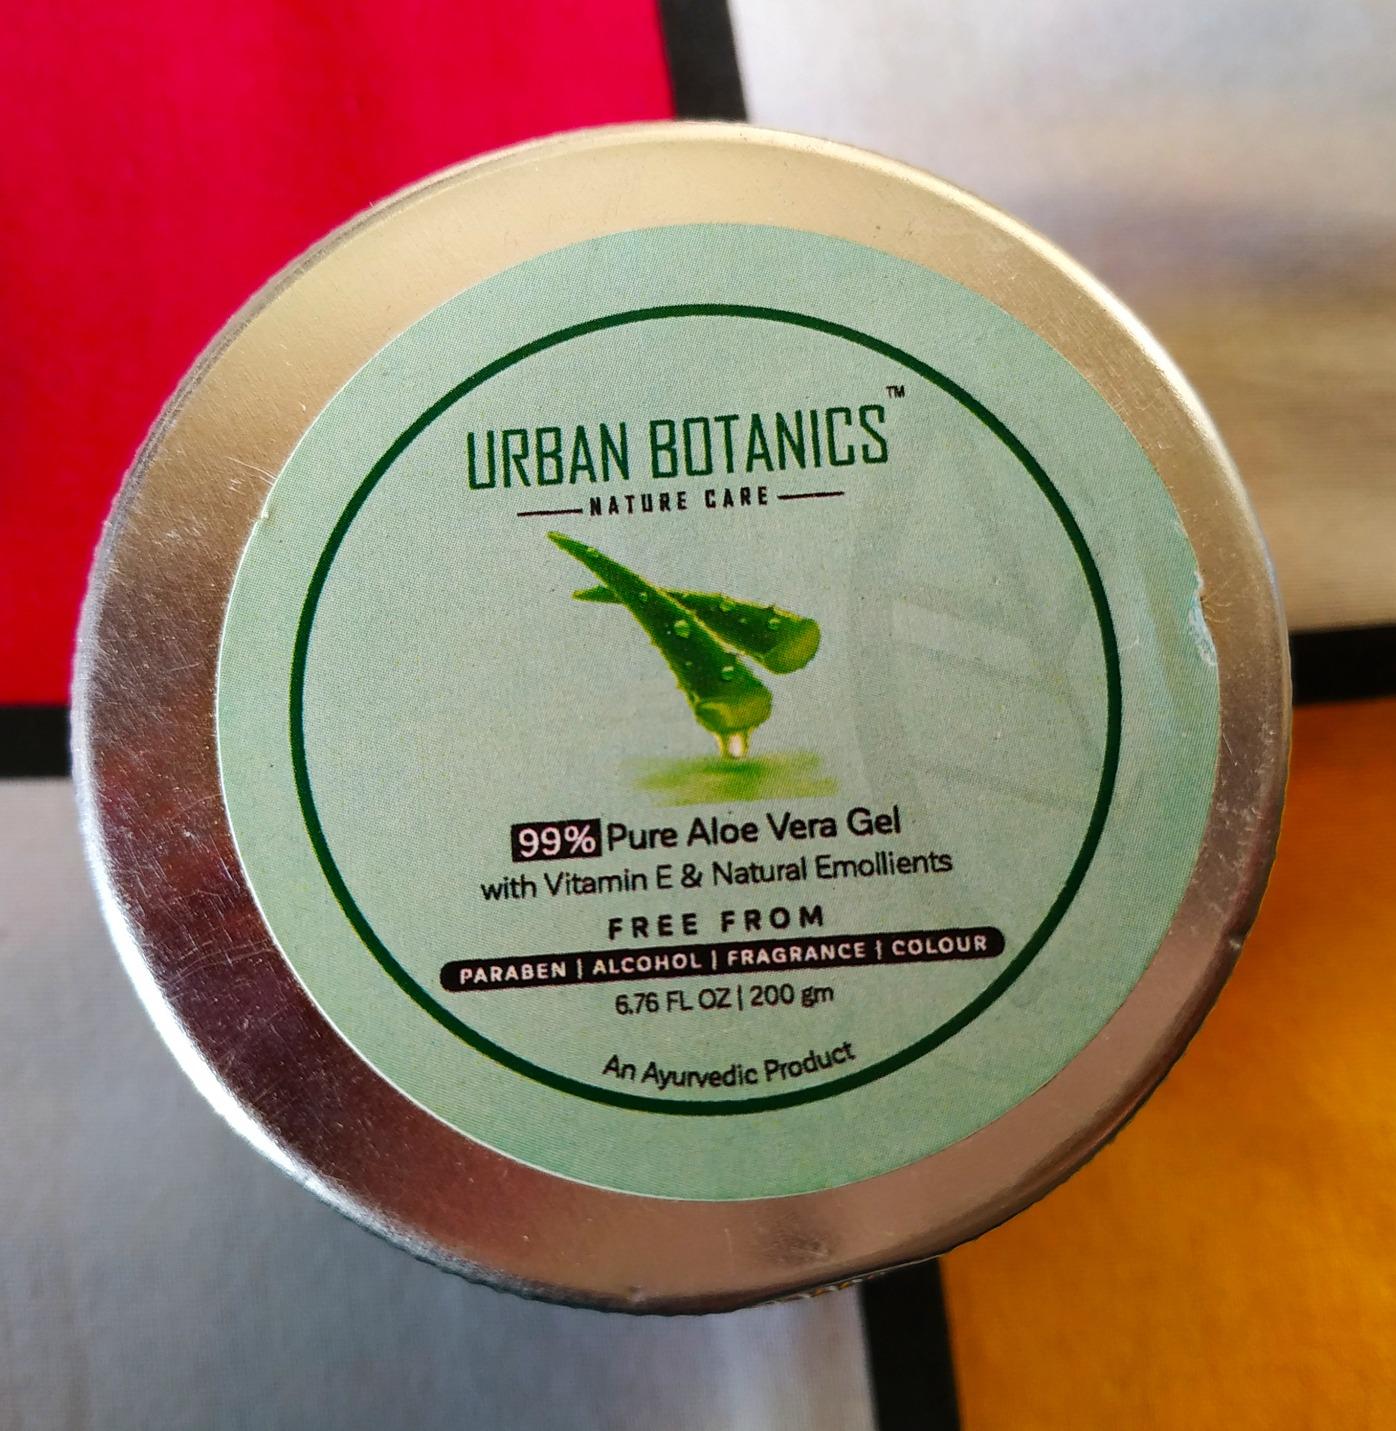 URBAN BOTANICS™
NATURE CARE
99% Pure Aloe Vera Gel
with Vitamin E & Natural Emollients
FREE FROM
PARABEN | ALCOHOL | FRAGRANCE | COLOUR
6.76 FL OZ | 200 gm
An Ayurvedic Product